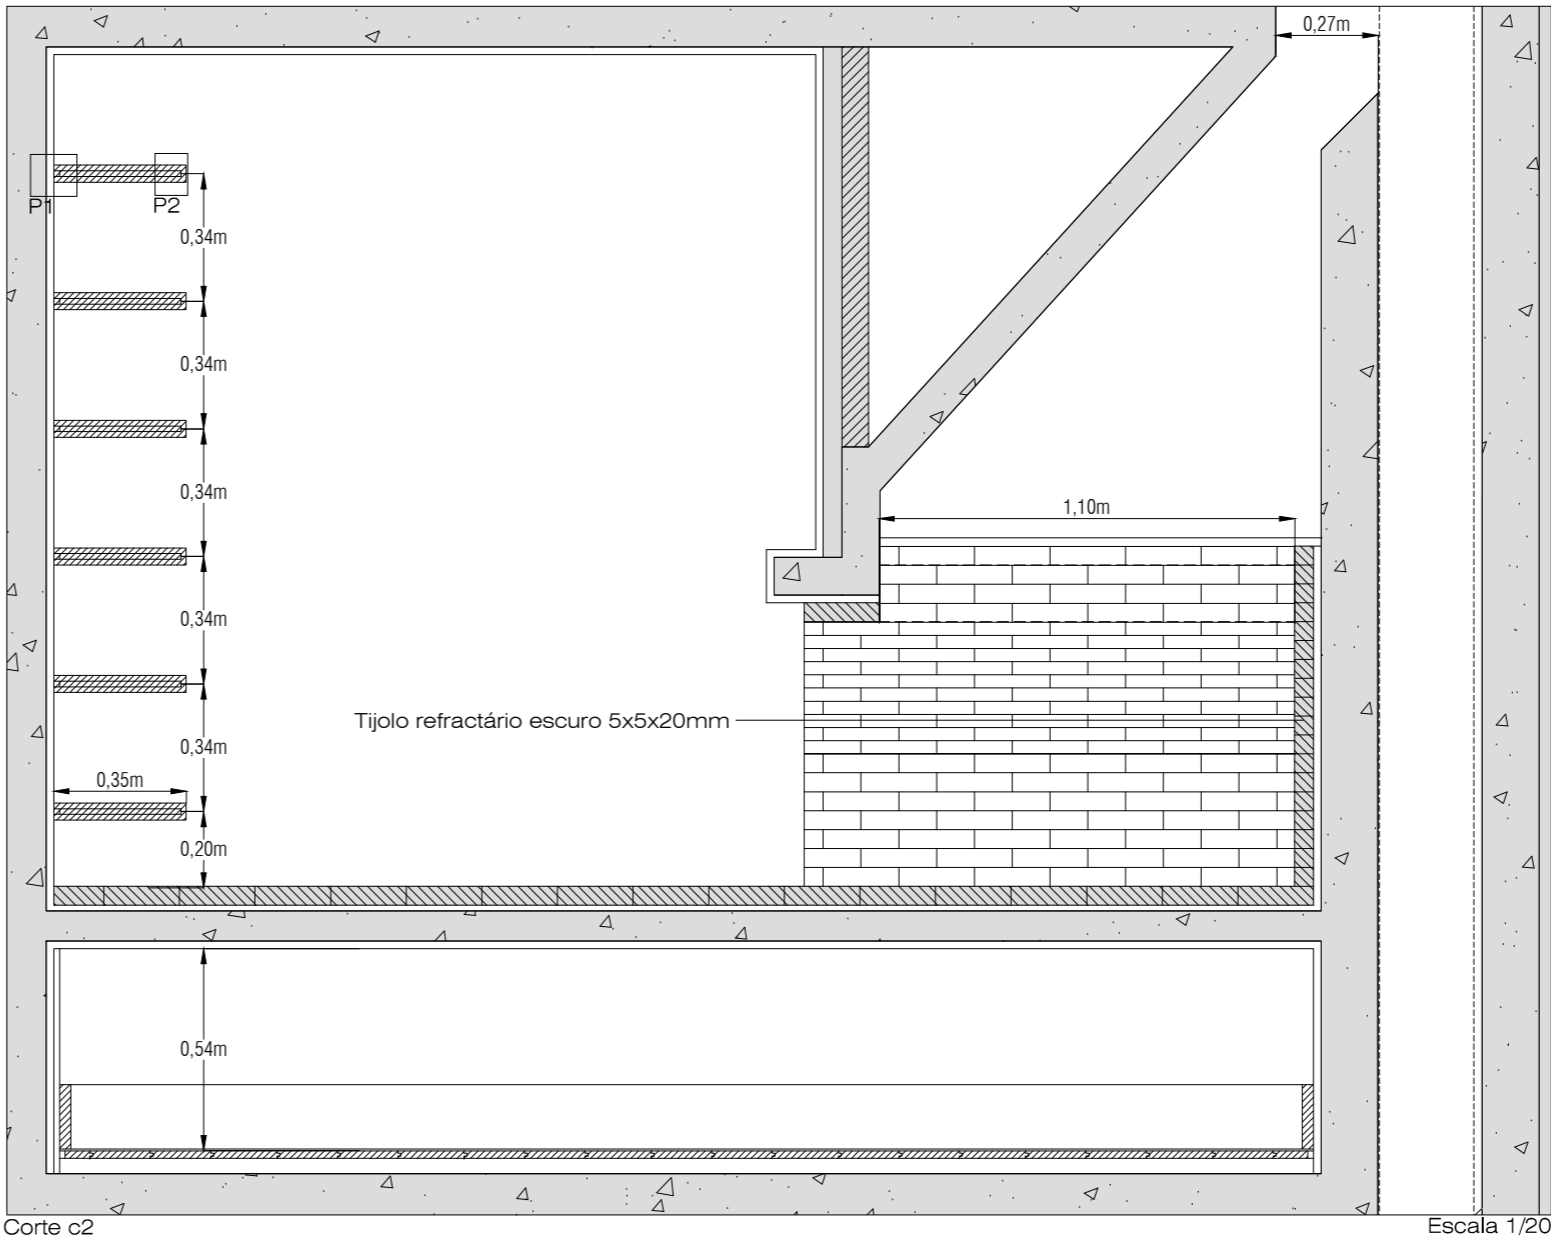 0,27m
P1
P2
0,34m
0,34m
0,34m
1,10m
0,34m
Tijolo refractário escuro 5x5x20mm
0,34m
0,35m
0,20m
0,54m
Corte c2
Escala 1/20